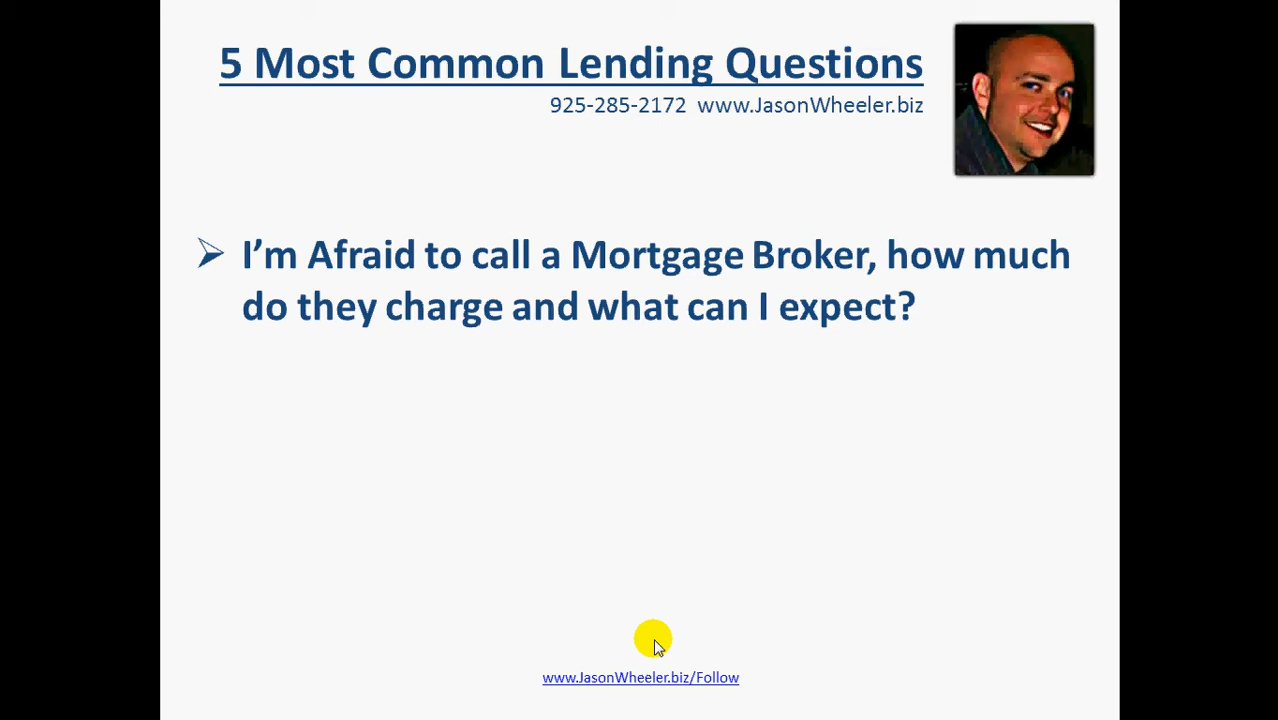 5 Most Common Lending Questions
925-285-2172 www.JasonWheeler.biz
I’m Afraid to call a Mortgage Broker, how much
do they charge and what can I expect?
www.JasonWheeler.biz/Follow